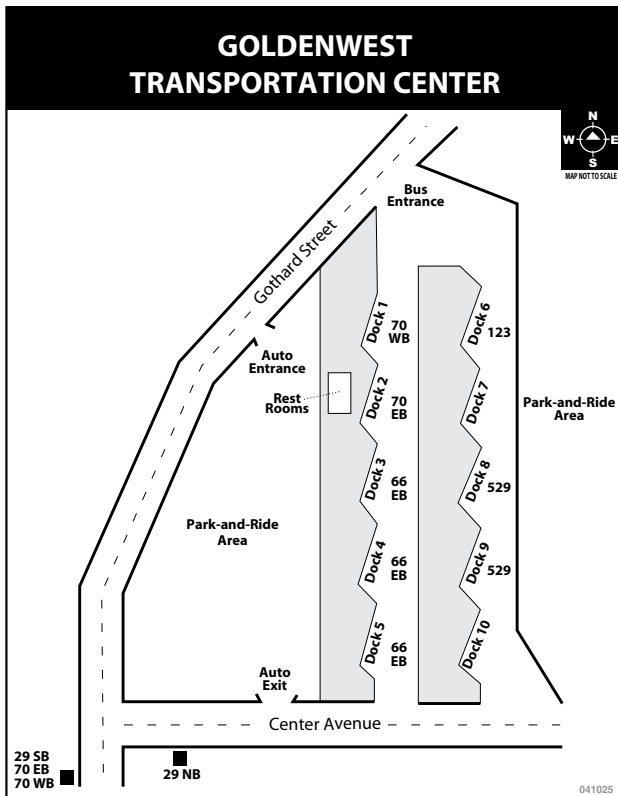 GOLDENWEST
TRANSPORTATION CENTER
N
W E
S
MAP NOT TO SCALE
Bus
Entrance
Gothard Street
Auto
Entrance
Rest
Rooms
Dock 1
70
WB
Dock 2
70
EB
Dock 3
66
EB
Dock 4
66
EB
Dock 5
66
EB
Dock 6
123
Dock 7
Dock 8
529
Dock 9
529
Dock 10
Park-and-Ride
Area
Park-and-Ride
Area
Auto
Exit
Center Avenue
29 SB
70 EB
70 WB
29 NB
041025